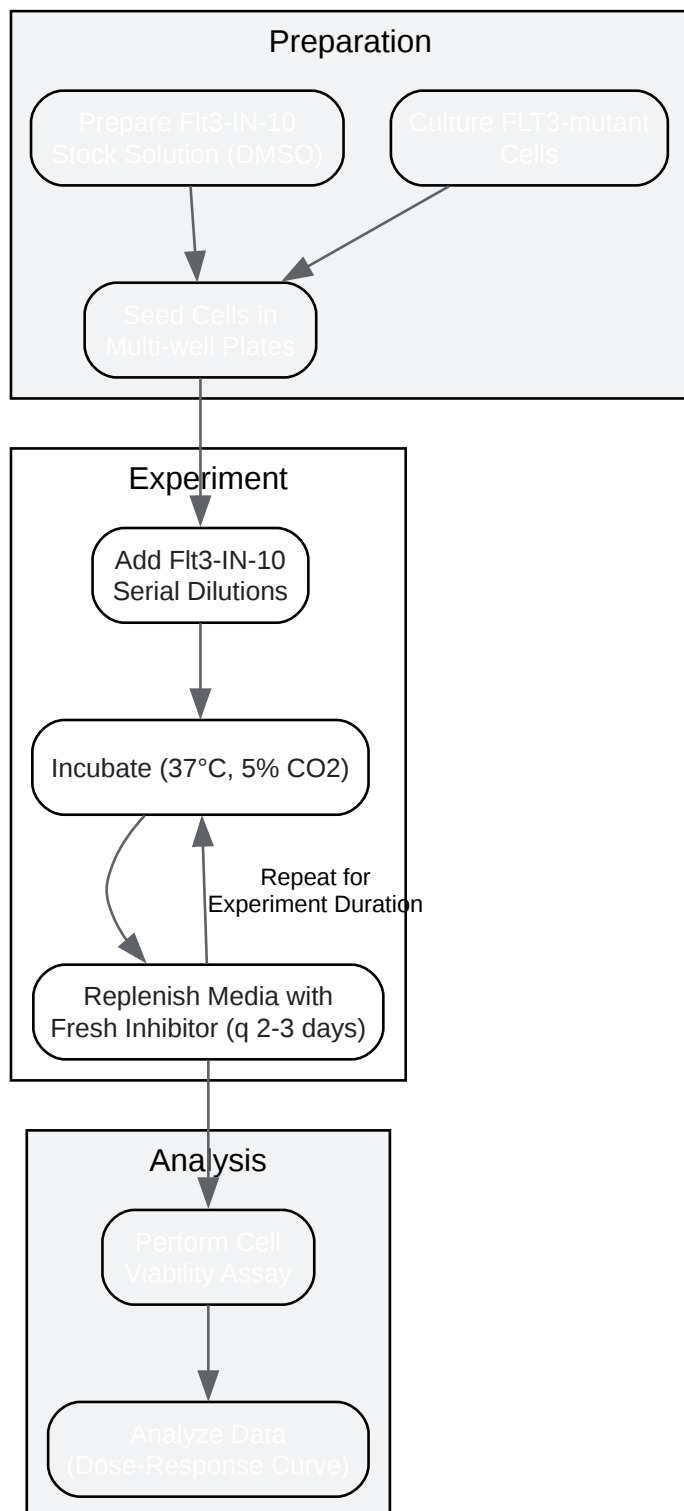 Preparation
Prepare Flt3-IN-10
Stock Solution (DMSO)
Culture FLT3-mutant
Cells
Seed Cells in
Multi-well Plates
Experiment
Add Flt3-IN-10
Serial Dilutions
Incubate (37°C, 5% CO2)
Repeat for
Experiment Duration
Replenish Media with
Fresh Inhibitor (q 2-3 days)
Analysis
Perform Cell
Viability Assay
Analyze Data
(Dose-Response Curve)